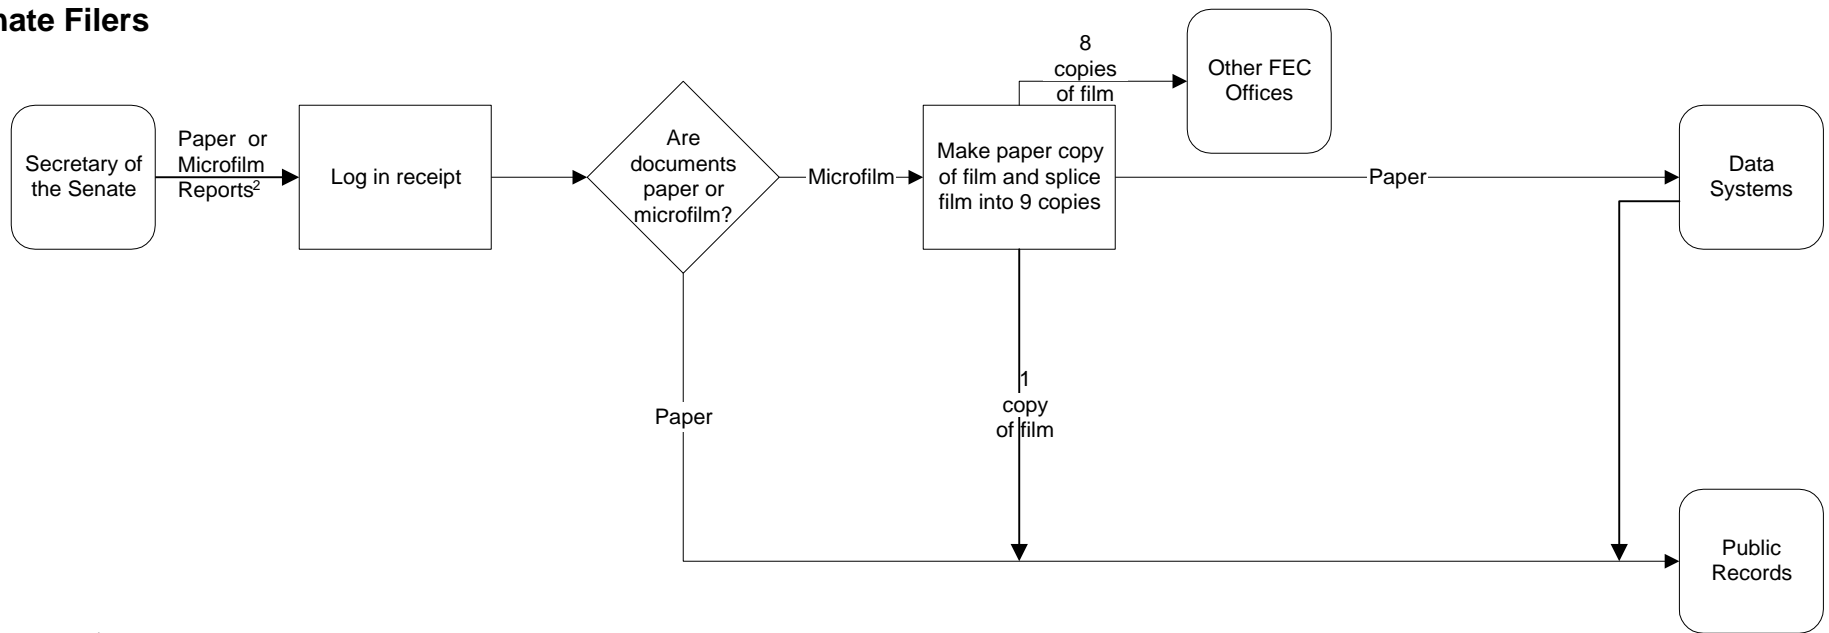 nate Filers
8
copies
of film
Other FEC
Offices
Secretary of
the Senate
Paper or
Microfilm
Reports2
Log in receipt
Are
documents
paper or
microfilm?
Microfilm
Make paper copy
of film and splice
film into 9 copies
Paper
Data
Systems
Paper
1
copy
of film
Public
Records